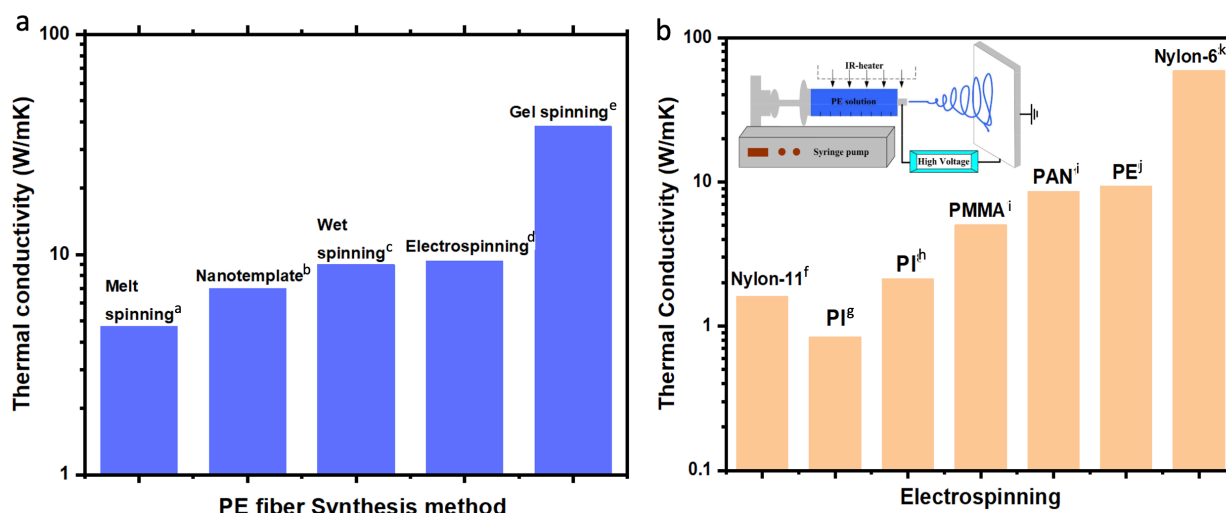 a
Thermal conductivity (W/mK)
100
10
1
Melt
spinningᵃ
Nanotemplateᵇ
Wet
spinningᶜ
Electrospinningᵈ
Gel spinningᵉ
PE fiber Synthesis method
b
Thermal Conductivity (W/mK)
100
10
1
0.1
IR-heater
PE solution
Syringe pump
High Voltage
Nylon-11ᶠ
PIᵍ
PIʰ
PMMAⁱ
PANⁱ
PEʲ
Nylon-6ᵏ
Electrospinning